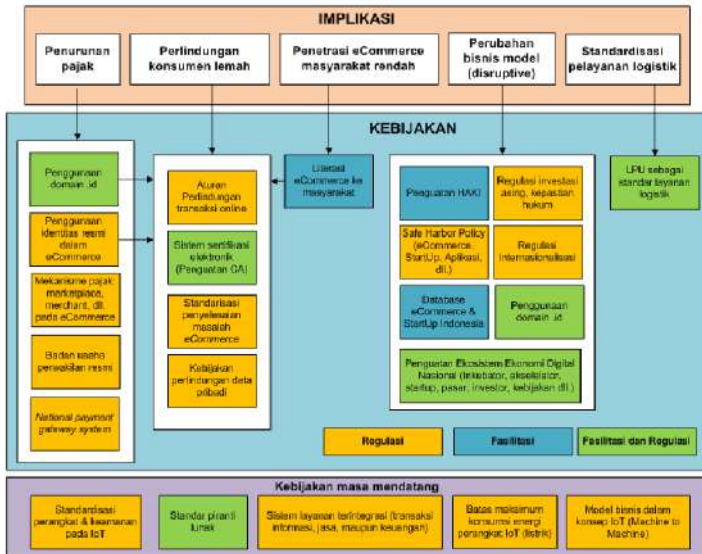 IMPLIKASI
Penurunan
pajak
Perlindungan
konsumen lemah
Penetrasi eCommerce
masyarakat rendah
Perubahan
bisnis model
(disruptive)
Standardisasi
pelayanan logistik
KEBIJAKAN
Penggunaan
domain .id
Penggunaan
identitas resmi
dalam
eCommerce
Mekanisme pajak:
marketplace,
merchant, dll.
pada eCommerce
Badan usaha
perwakilan resmi
National payment
gateway system
Aturan
Perlindungan
transaksi online
Sistem sertifikasi
elektronik
(Penguatan CA)
Standarisasi
penyelesaian
masalah
eCommerce
Kebijakan
perlindungan data
pribadi
Literasi
eCommerce ke
masyarakat
Penguatan HAKI
Regulasi investasi
asing, kepastian
hukum
Safe Harbor Policy
(eCommerce,
StartUp, Aplikasi,
dll.)
Regulasi
Internasionalisasi
Database
eCommerce &
StartUp Indonesia
Penggunaan
domain .id
Penguatan Ekosistem Ekonomi Digital
Nasional (Inkubator, akselelator,
startup, pasar, investor, kebijakan dll.)
LPU sebagai
standar layanan
logistik
Regulasi
Fasilitasi
Fasilitasi dan Regulasi
Kebijakan masa mendatang
Standardisasi
perangkat & keamanan
pada IoT
Standar piranti
lunak
Sistem layanan terintegrasi (transaksi
informasi, jasa, maupun keuangan)
Batas maksimum
konsumsi energi
perangkat IoT (listrik)
Model bisnis dalam
konsep IoT (Machine to
Machine)